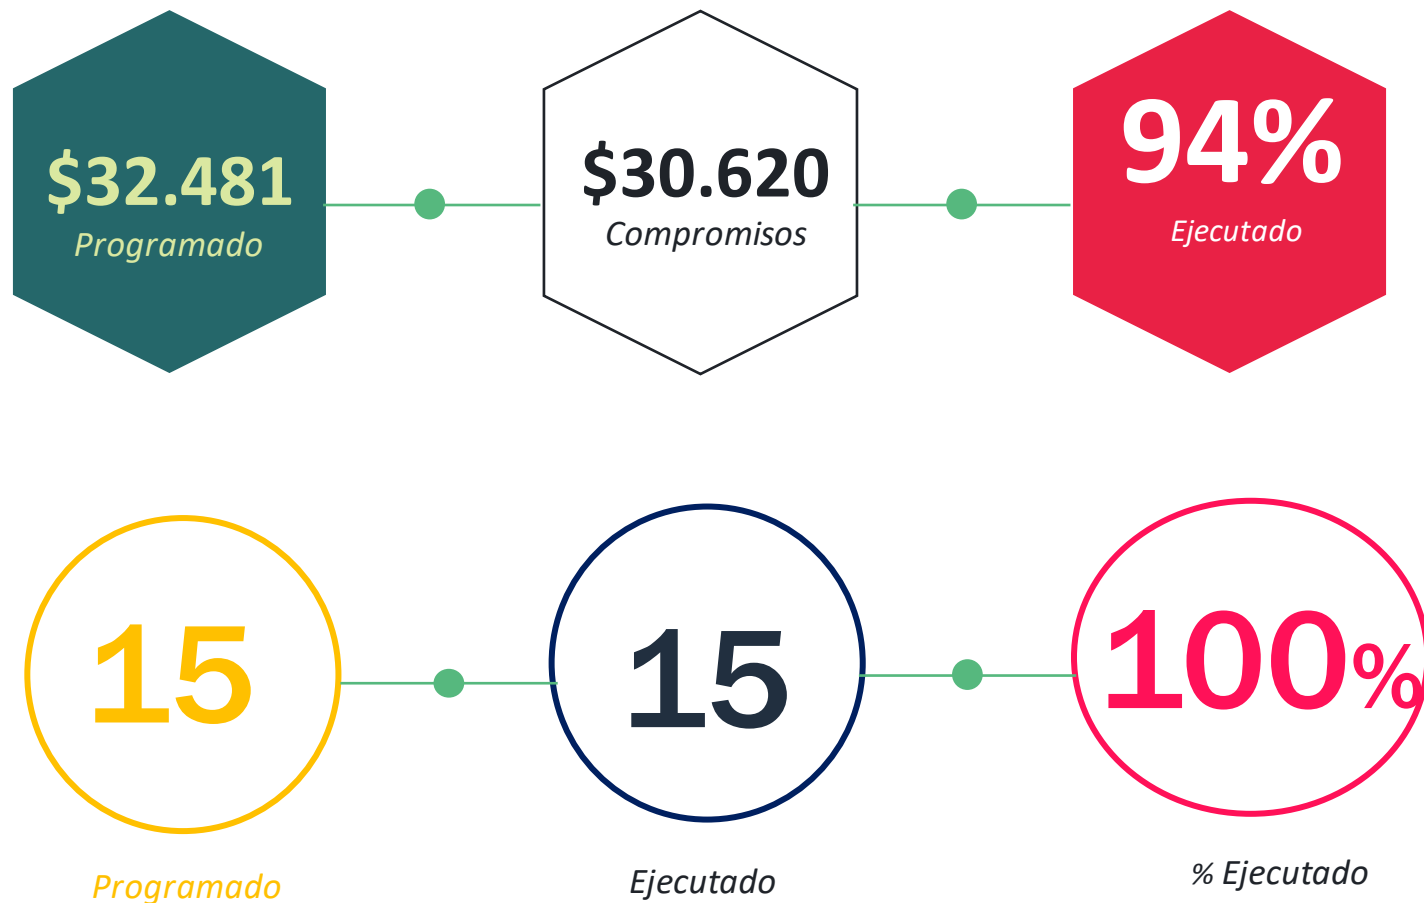 $32.481
Programado
$30.620
Compromisos
94%
Ejecutado
15
Programado
15
Ejecutado
100%
% Ejecutado